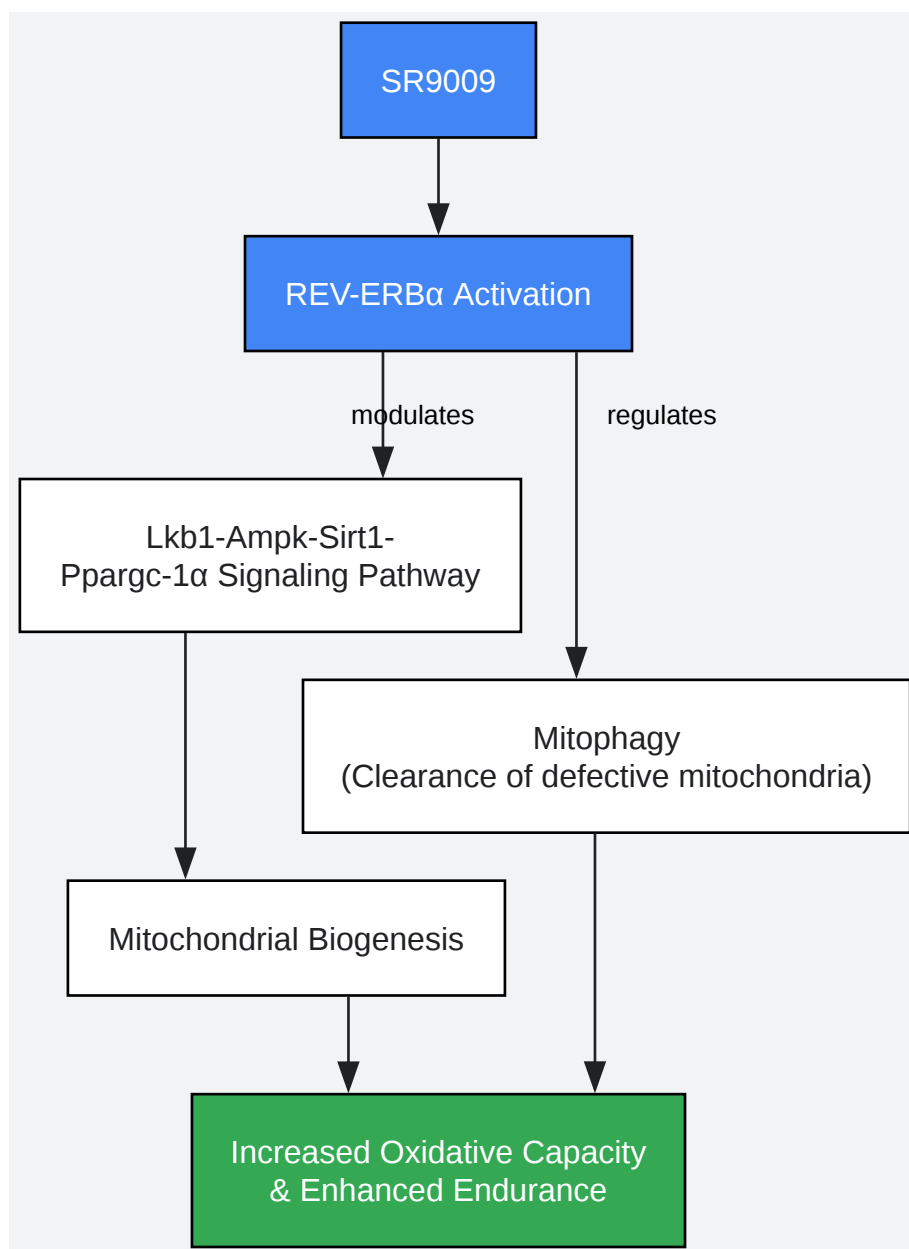 SR9009
REV-ERBα Activation
modulates
regulates
Lkb1-Ampk-Sirt1-
Ppargc-1α Signaling Pathway
Mitophagy
(Clearance of defective mitochondria)
Mitochondrial Biogenesis
Increased Oxidative Capacity
& Enhanced Endurance